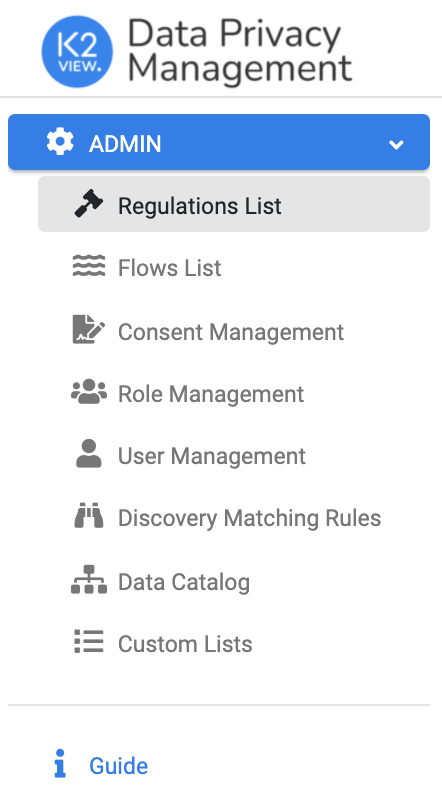 K2
VIEW.
Data Privacy
Management
ADMIN
Regulations List
Flows List
Consent Management
Role Management
User Management
Discovery Matching Rules
Data Catalog
Custom Lists
Guide